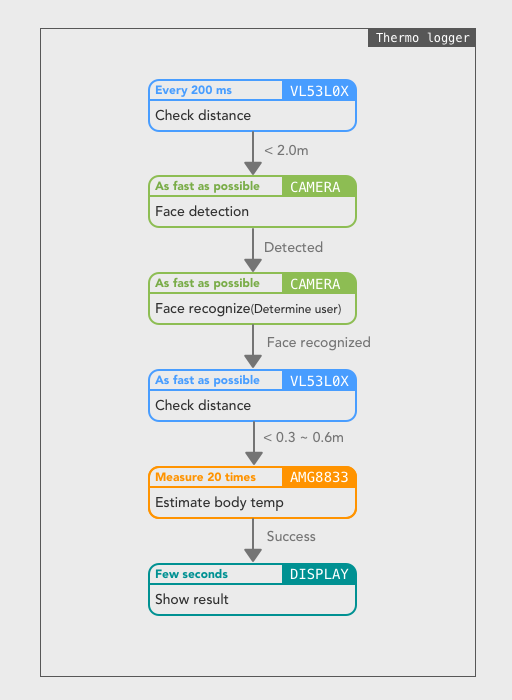 Thermo logger
Every 200 ms VL53L0X
Check distance
< 2.0m
As fast as possible CAMERA
Face detection
Detected
As fast as possible CAMERA
Face recognize(Determine user)
Face recognized
As fast as possible VL53L0X
Check distance
< 0.3 ~ 0.6m
Measure 20 times AMG8833
Estimate body temp
Success
Few seconds DISPLAY
Show result